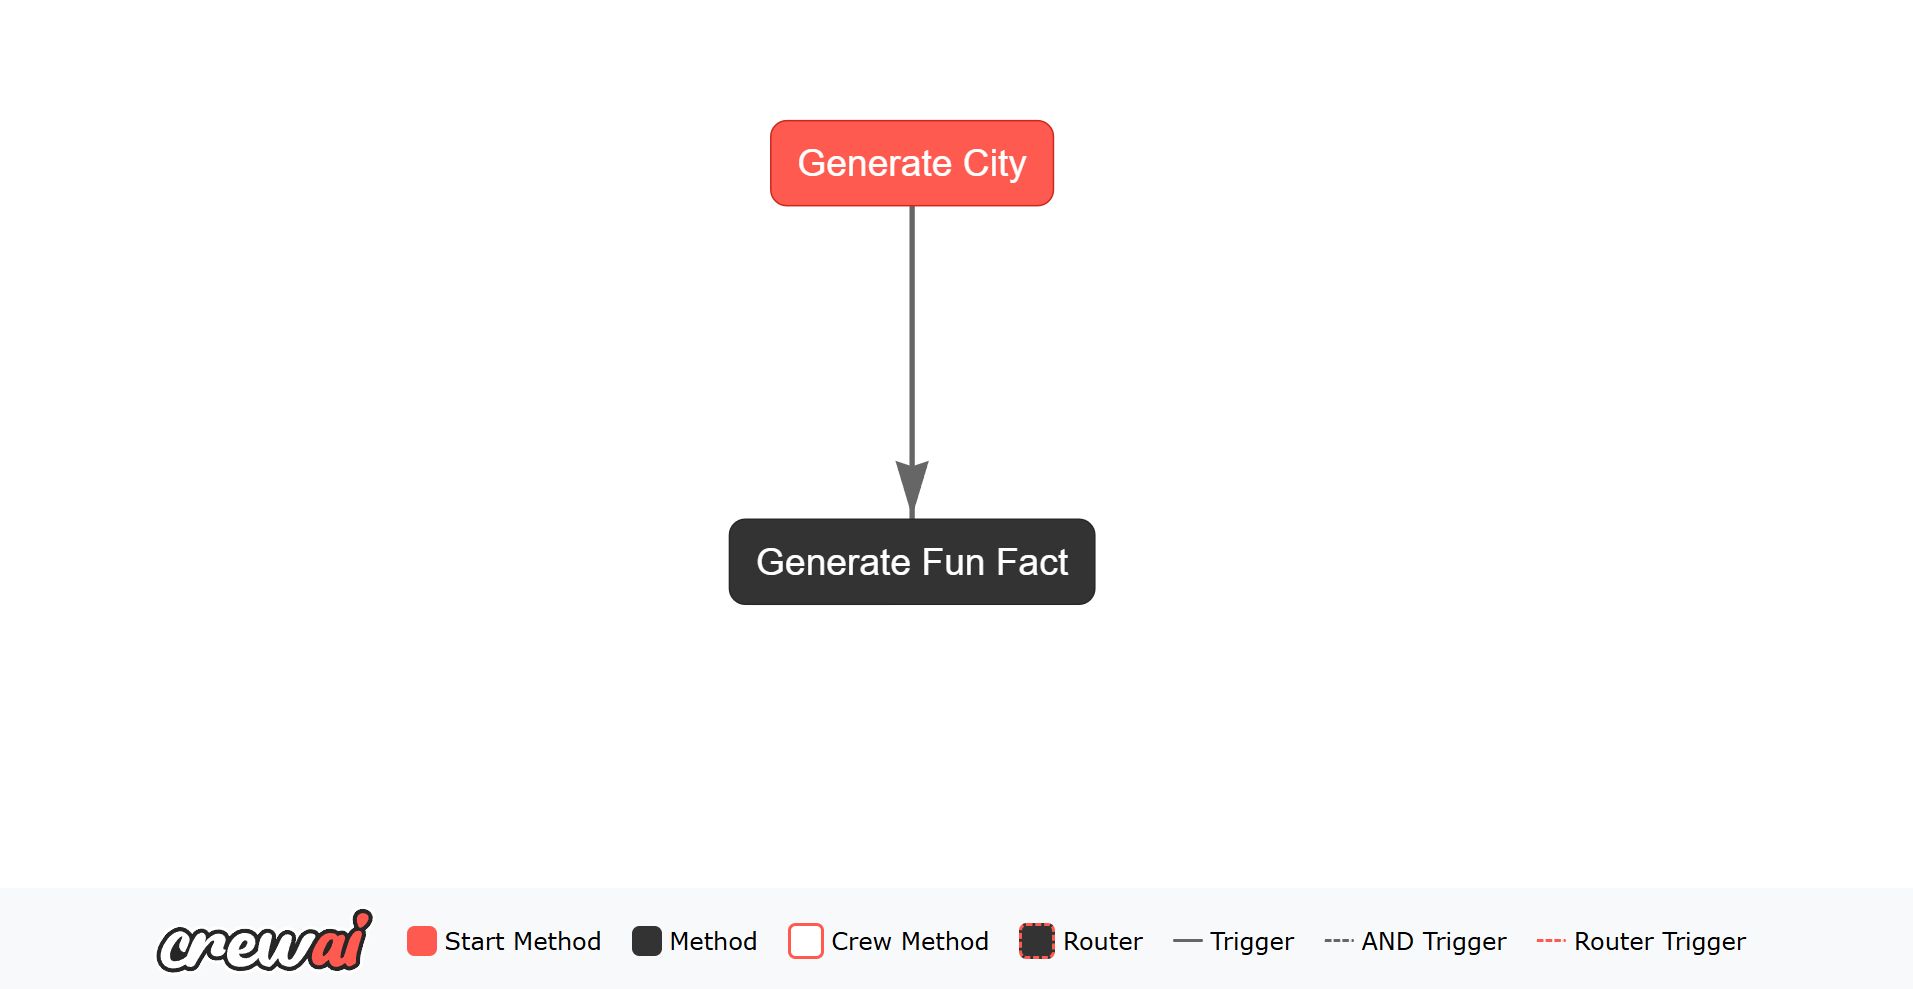 Generate City
Generate Fun Fact
crewai Start Method Method Crew Method Router Trigger AND Trigger Router Trigger